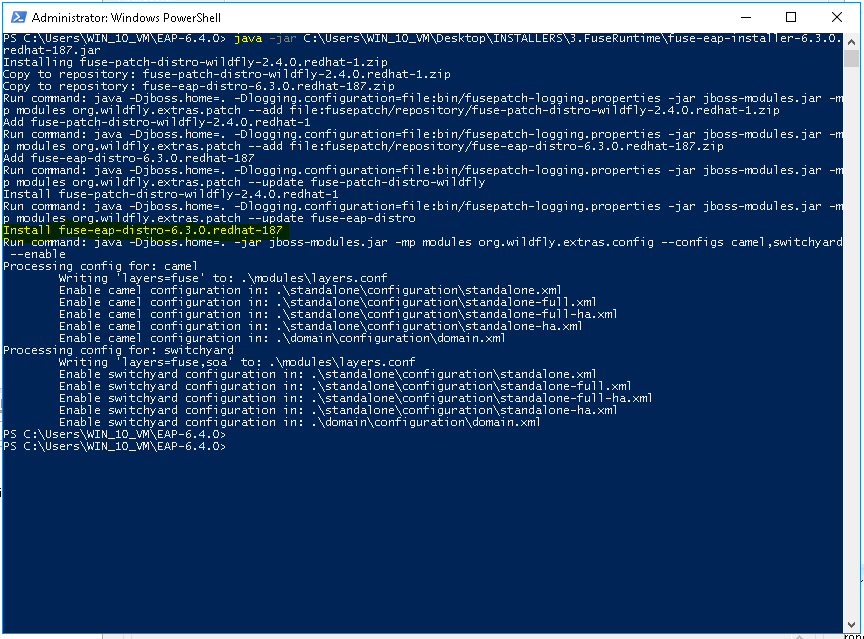 Administrator: Windows PowerShell
PS C:\Users\WIN_10_VM\EAP-6.4.0> java -jar C:\Users\WIN_10_VM\Desktop\INSTALLERS\3.FuseRuntime\fuse-eap-installer-6.3.0.
redhat-187.jar
Installing fuse-patch-distro-wildfly-2.4.0.redhat-1.zip
Copy to repository: fuse-patch-distro-wildfly-2.4.0.redhat-1.zip
Copy to repository: fuse-eap-distro-6.3.0.redhat-187.zip
Run command: java -Djboss.home=. -Dlogging.configuration=file:bin/fusepatch-logging.properties -jar jboss-modules.jar -m
p modules org.wildfly.extras.patch --add file:fusepatch/repository/fuse-patch-distro-wildfly-2.4.0.redhat-1.zip
Add fuse-patch-distro-wildfly-2.4.0.redhat-1
Run command: java -Djboss.home=. -Dlogging.configuration=file:bin/fusepatch-logging.properties -jar jboss-modules.jar -m
p modules org.wildfly.extras.patch --add file:fusepatch/repository/fuse-eap-distro-6.3.0.redhat-187.zip
Add fuse-eap-distro-6.3.0.redhat-187
Run command: java -Djboss.home=. -Dlogging.configuration=file:bin/fusepatch-logging.properties -jar jboss-modules.jar -m
p modules org.wildfly.extras.patch --update fuse-patch-distro-wildfly
Install fuse-patch-distro-wildfly-2.4.0.redhat-1
Run command: java -Djboss.home=. -Dlogging.configuration=file:bin/fusepatch-logging.properties -jar jboss-modules.jar -m
p modules org.wildfly.extras.patch --update fuse-eap-distro
Install fuse-eap-distro-6.3.0.redhat-187
Run command: java -Djboss.home=. -jar jboss-modules.jar -mp modules org.wildfly.extras.config --configs camel,switchyard
--enable
Processing config for: camel
Writing 'layers=fuse' to: .\modules\layers.conf
Enable camel configuration in: .\standalone\configuration\standalone.xml
Enable camel configuration in: .\standalone\configuration\standalone-full.xml
Enable camel configuration in: .\standalone\configuration\standalone-full-ha.xml
Enable camel configuration in: .\standalone\configuration\standalone-ha.xml
Enable camel configuration in: .\domain\configuration\domain.xml
Processing config for: switchyard
Writing 'layers=fuse,soa' to: .\modules\layers.conf
Enable switchyard configuration in: .\standalone\configuration\standalone.xml
Enable switchyard configuration in: .\standalone\configuration\standalone-full.xml
Enable switchyard configuration in: .\standalone\configuration\standalone-full-ha.xml
Enable switchyard configuration in: .\standalone\configuration\standalone-ha.xml
Enable switchyard configuration in: .\domain\configuration\domain.xml
PS C:\Users\WIN_10_VM\EAP-6.4.0>
PS C:\Users\WIN_10_VM\EAP-6.4.0>